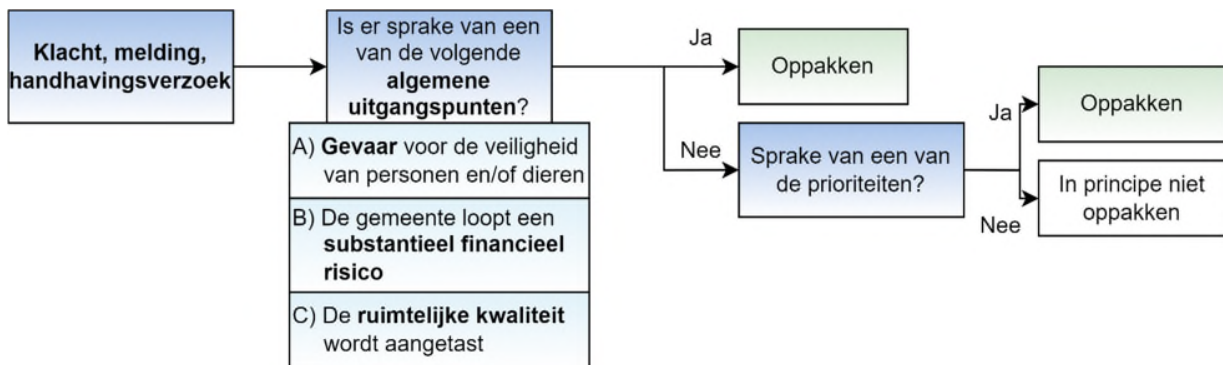 Klacht, melding,
handhavingsverzoek
Is er sprake van een
van de volgende
algemene
uitgangspunten?
A) Gevaar voor de veiligheid
van personen en/of dieren
B) De gemeente loopt een
substantieel financieel
risico
C) De ruimtelijke kwaliteit
wordt aangetast
Ja
Oppakken
Nee
Sprake van een van
de prioriteiten?
Ja
Oppakken
Nee
In principe niet
oppakken